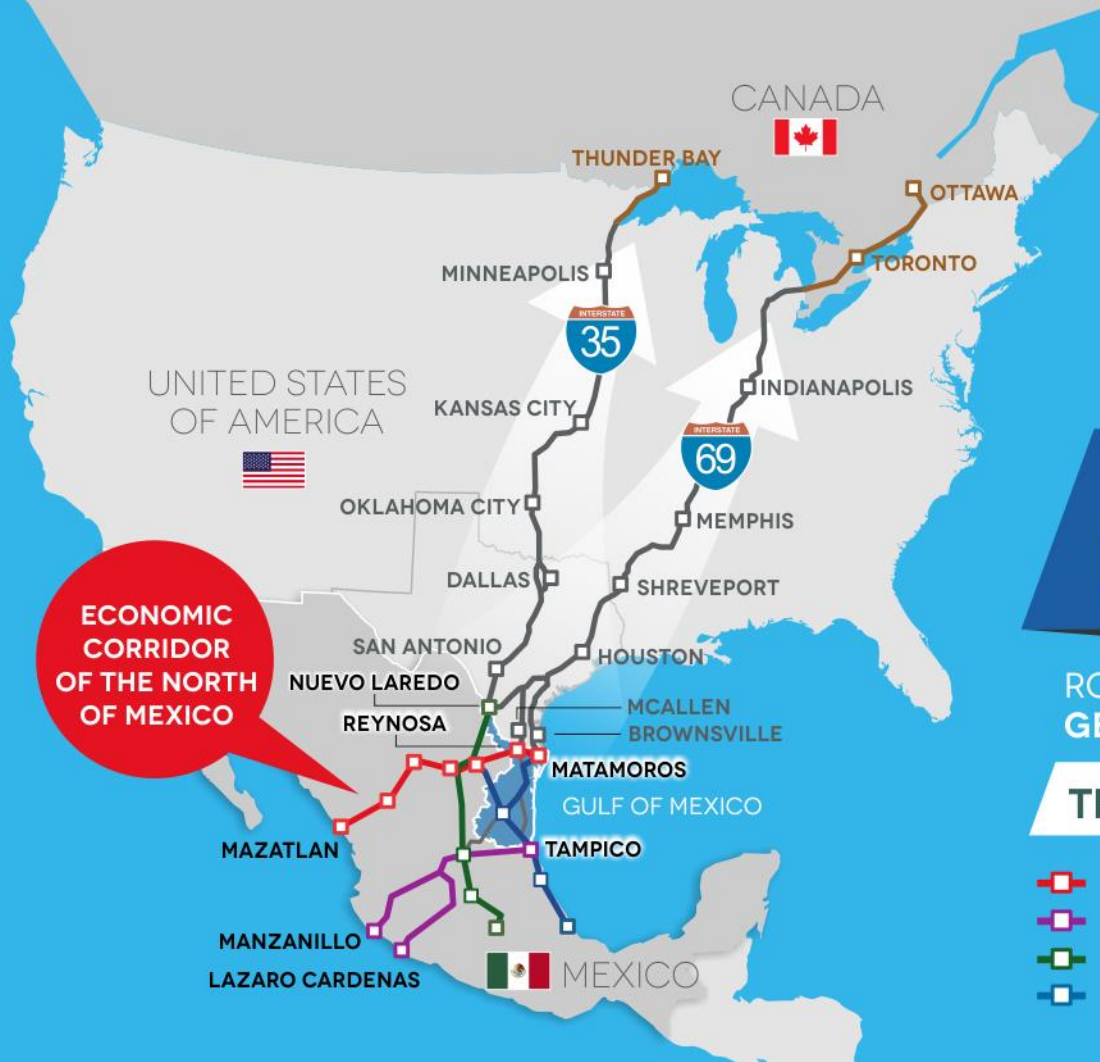 CANADA
THUNDER BAY
OTTAWA
TORONTO
MINNEAPOLIS
INTERSTATE
35
UNITED STATES
OF AMERICA
INDIANAPOLIS
KANSAS CITY
INTERSTATE
69
OKLAHOMA CITY
MEMPHIS
DALLAS
SHREVEPORT
ECONOMIC
CORRIDOR
OF THE NORTH
OF MEXICO
SAN ANTONIO
HOUSTON
NUEVO LAREDO
REYNOSA
MCALLEN
BROWNSVILLE
MATAMOROS
GULF OF MEXICO
MAZATLAN
TAMPICO
MANZANILLO
LAZARO CARDENAS
MEXICO